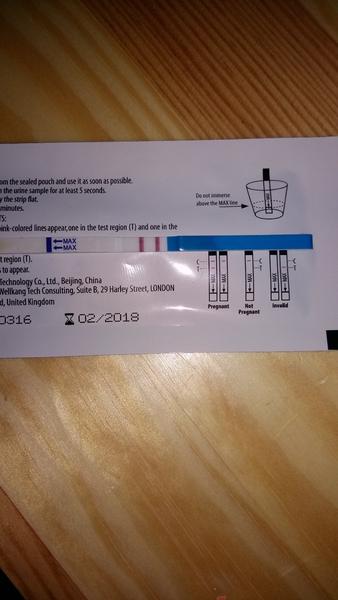 om the sealed pouch and use it as soon as possible.
n the urine sample for at least 5 seconds.
y the strip flat.
minutes.
TS:
pink-colored lines appear, one in the test region (T) and one in the
MAX
MAX
t region (T).
s to appear.
Technology Co., Ltd., Beijing, China
Wellkang Tech Consulting, Suite B, 29 Harley Street, LONDON
d, United Kingdom
0316
02/2018
Do not immerse
above the MAX line
C
T
MAX
MAX
MAX
MAX
MAX
C
T
Pregnant
Not
Pregnant
Invalid